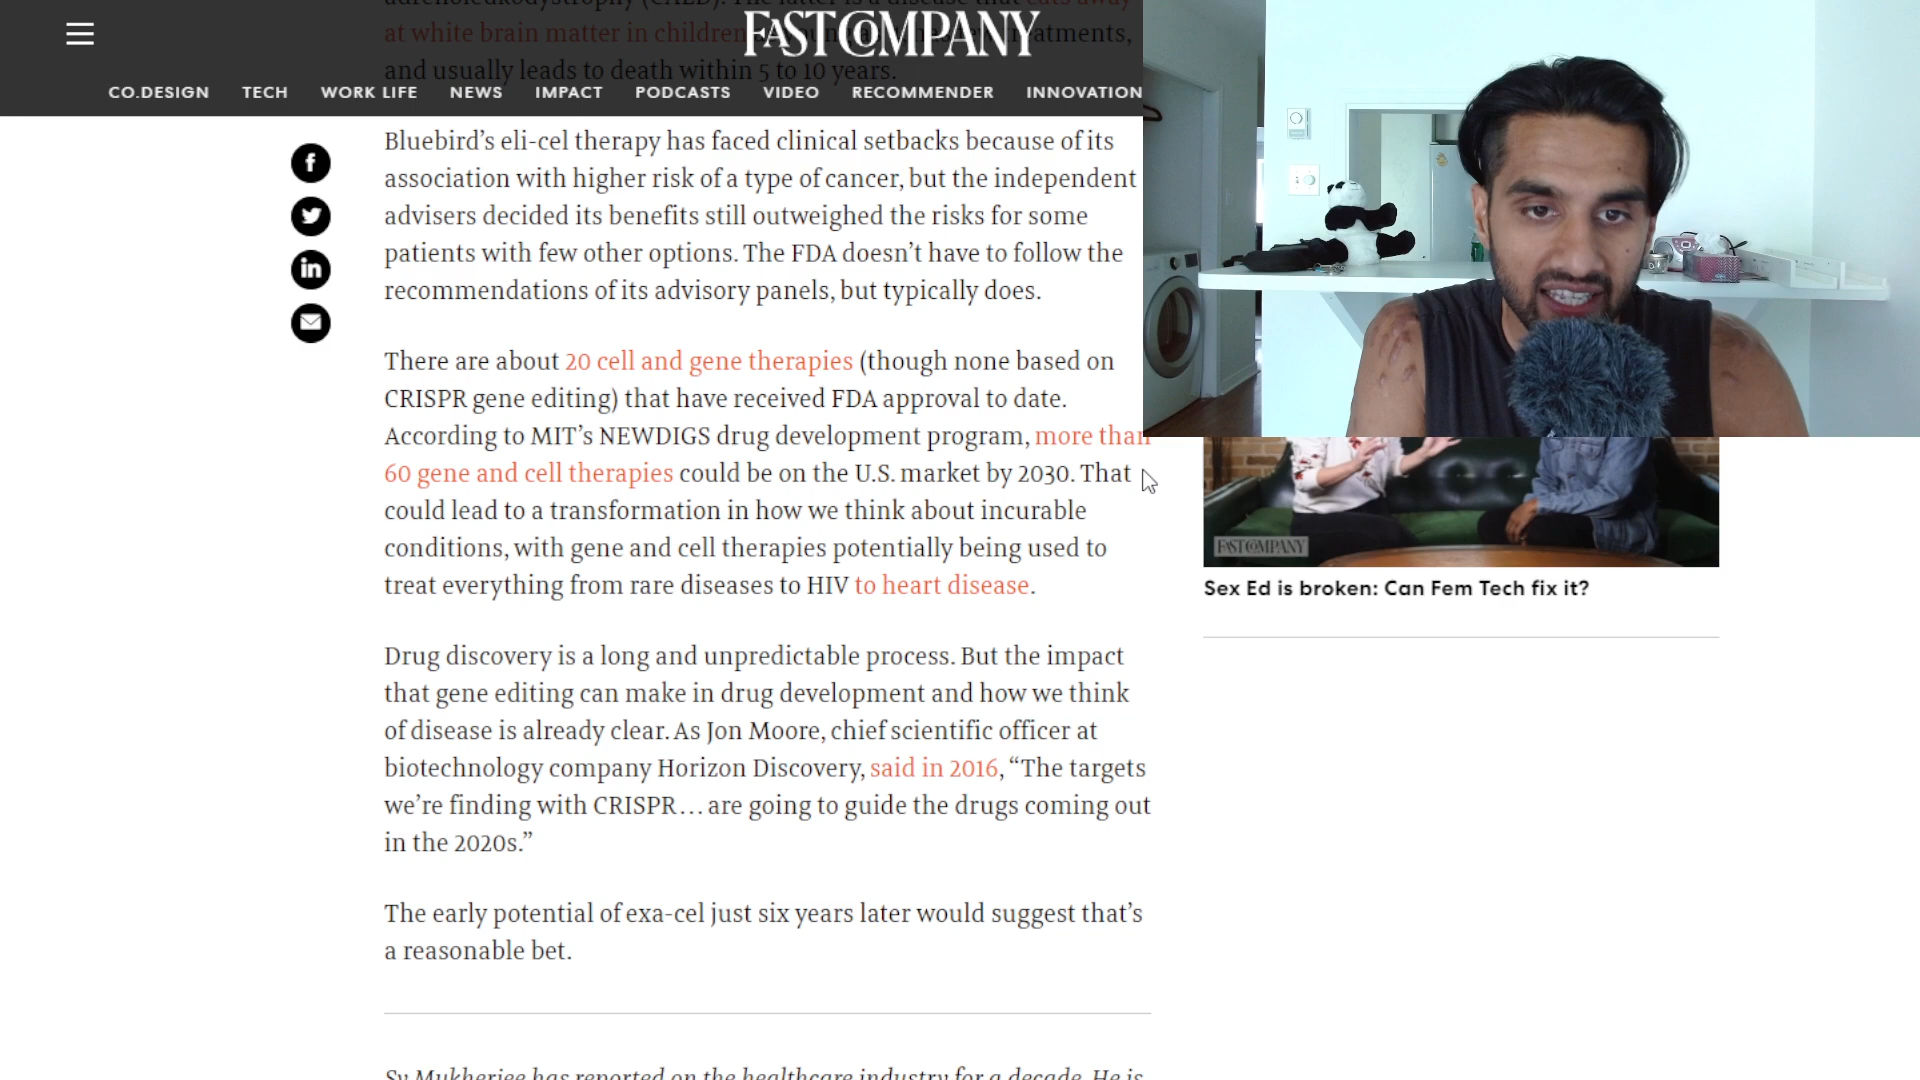 adrenoleukodystrophy (CALD). The latter is a disease that eats away
at white brain matter in children
atments,
and usually leads to death within 5 to 10 years.
FAST COMPANY
CO.DESIGN TECH WORK LIFE NEWS IMPACT PODCASTS VIDEO RECOMMENDER INNOVATION
Bluebird’s eli-cel therapy has faced clinical setbacks because of its
association with higher risk of a type of cancer, but the independent
advisers decided its benefits still outweighed the risks for some
patients with few other options. The FDA doesn’t have to follow the
recommendations of its advisory panels, but typically does.
There are about 20 cell and gene therapies (though none based on
CRISPR gene editing) that have received FDA approval to date.
According to MIT’s NEWDIGS drug development program, more than
60 gene and cell therapies could be on the U.S. market by 2030. That
could lead to a transformation in how we think about incurable
conditions, with gene and cell therapies potentially being used to
treat everything from rare diseases to HIV to heart disease.
Drug discovery is a long and unpredictable process. But the impact
that gene editing can make in drug development and how we think
of disease is already clear. As Jon Moore, chief scientific officer at
biotechnology company Horizon Discovery, said in 2016, “The targets
we’re finding with CRISPR… are going to guide the drugs coming out
in the 2020s.”
The early potential of exa-cel just six years later would suggest that’s
a reasonable bet.
Sy Mukherjee has reported on the healthcare industry for a decade. He is
FAST COMPANY
Sex Ed is broken: Can Fem Tech fix it?